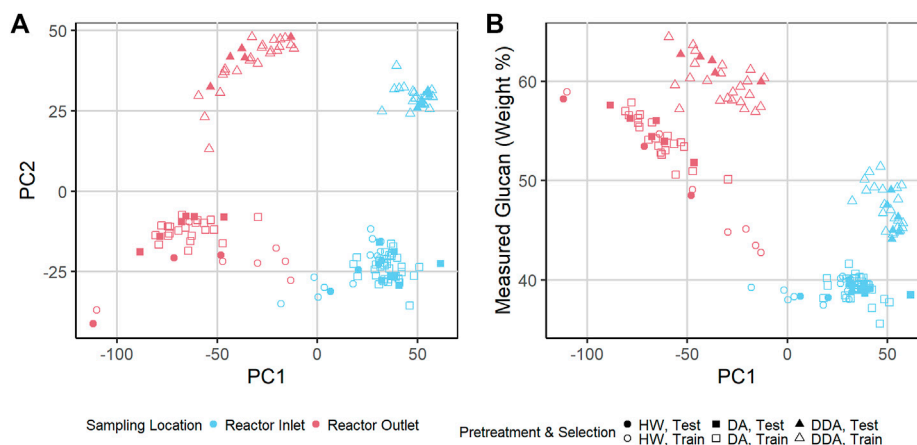 A
B
50
25
0
-25
PC2
-100
-50
0
50
PC1
60
50
40
Measured Glucan (Weight %)
-100
-50
0
50
PC1
Sampling Location Reactor Inlet Reactor Outlet
Pretreatment & Selection HW, Test DA, Test DDA, Test
HW, Train DA, Train DDA, Train